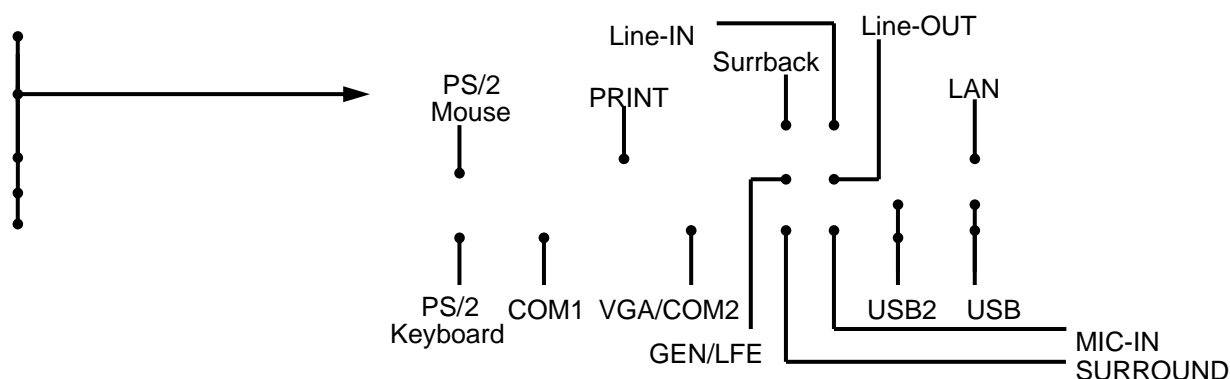 Line-IN
Line-OUT
Surrback
PS/2
Mouse
PRINT
LAN
PS/2
Keyboard
COM1
VGA/COM2
USB2
USB
GEN/LFE
MIC-IN
SURROUND